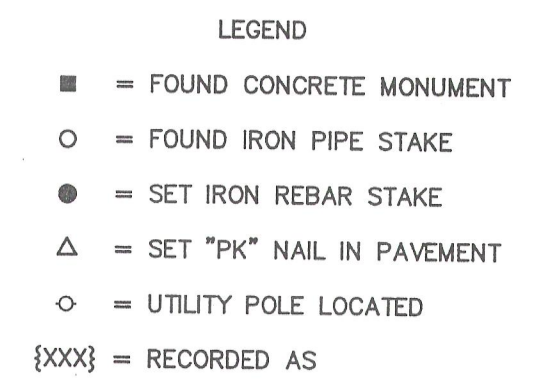 LEGEND
■ = FOUND CONCRETE MONUMENT
○ = FOUND IRON PIPE STAKE
● = SET IRON REBAR STAKE
△ = SET "PK" NAIL IN PAVEMENT
-○- = UTILITY POLE LOCATED
{XXX} = RECORDED AS